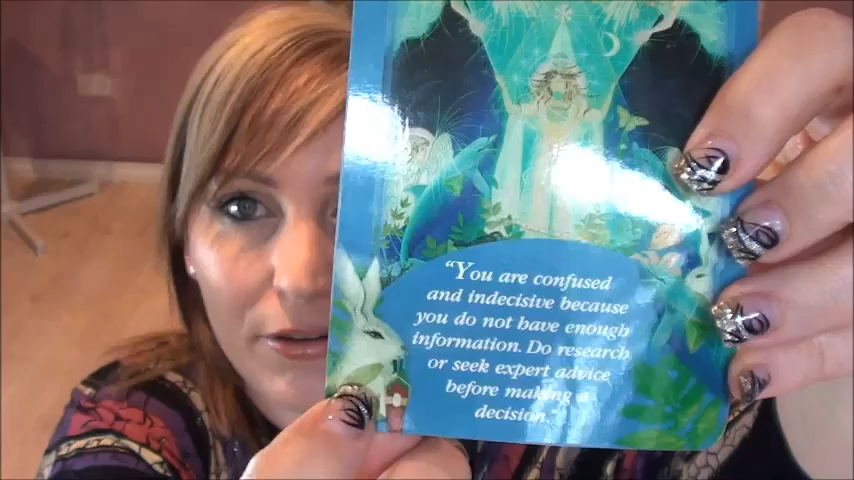 “You are confused
and indecisive because
you do not have enough
information. Do research
or seek expert advice
before making a
decision.”